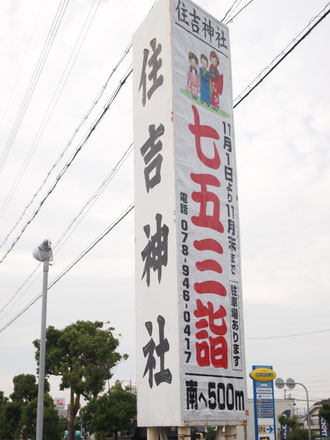 住吉神社
住吉神社
七五三詣
11月1日より11月末まで
駐車場あります
電話 078-946-0417
南へ500m